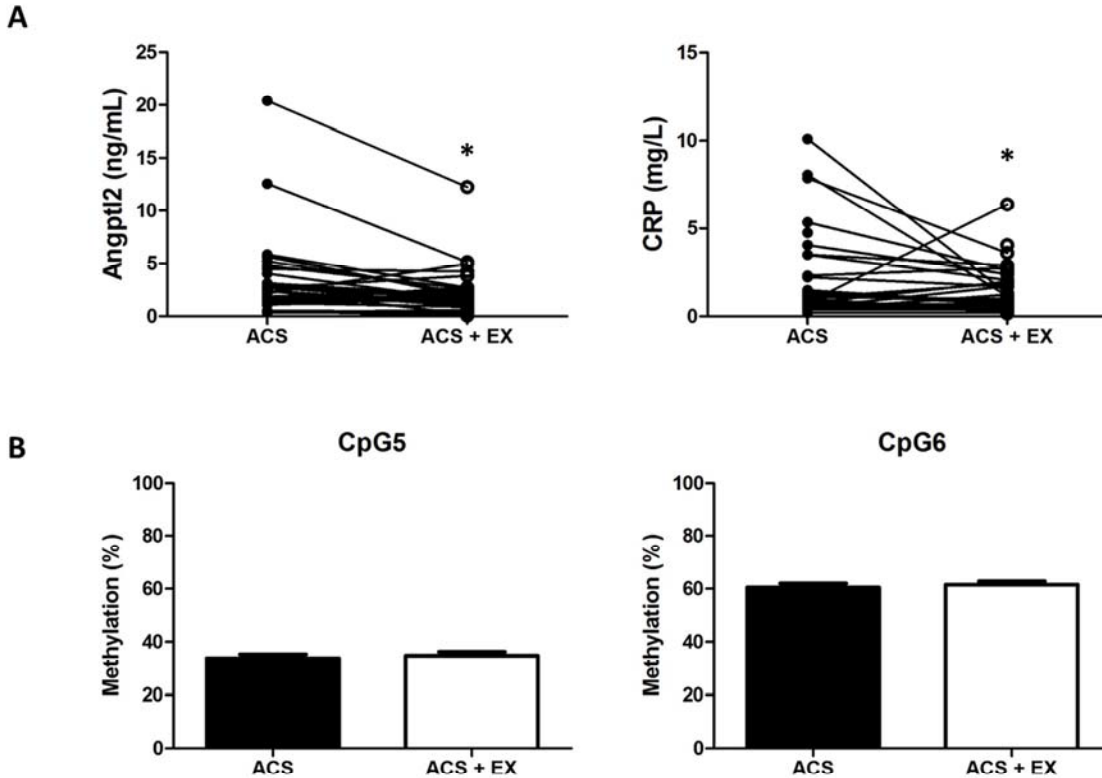 A
Angptl2 (ng/mL)
25
20
15
10
5
0
*
ACS
ACS + EX
CRP (mg/L)
15
10
5
0
*
ACS
ACS + EX
B
CpG5
Methylation (%)
100
80
60
40
20
0
ACS
ACS + EX
CpG6
Methylation (%)
100
80
60
40
20
0
ACS
ACS + EX